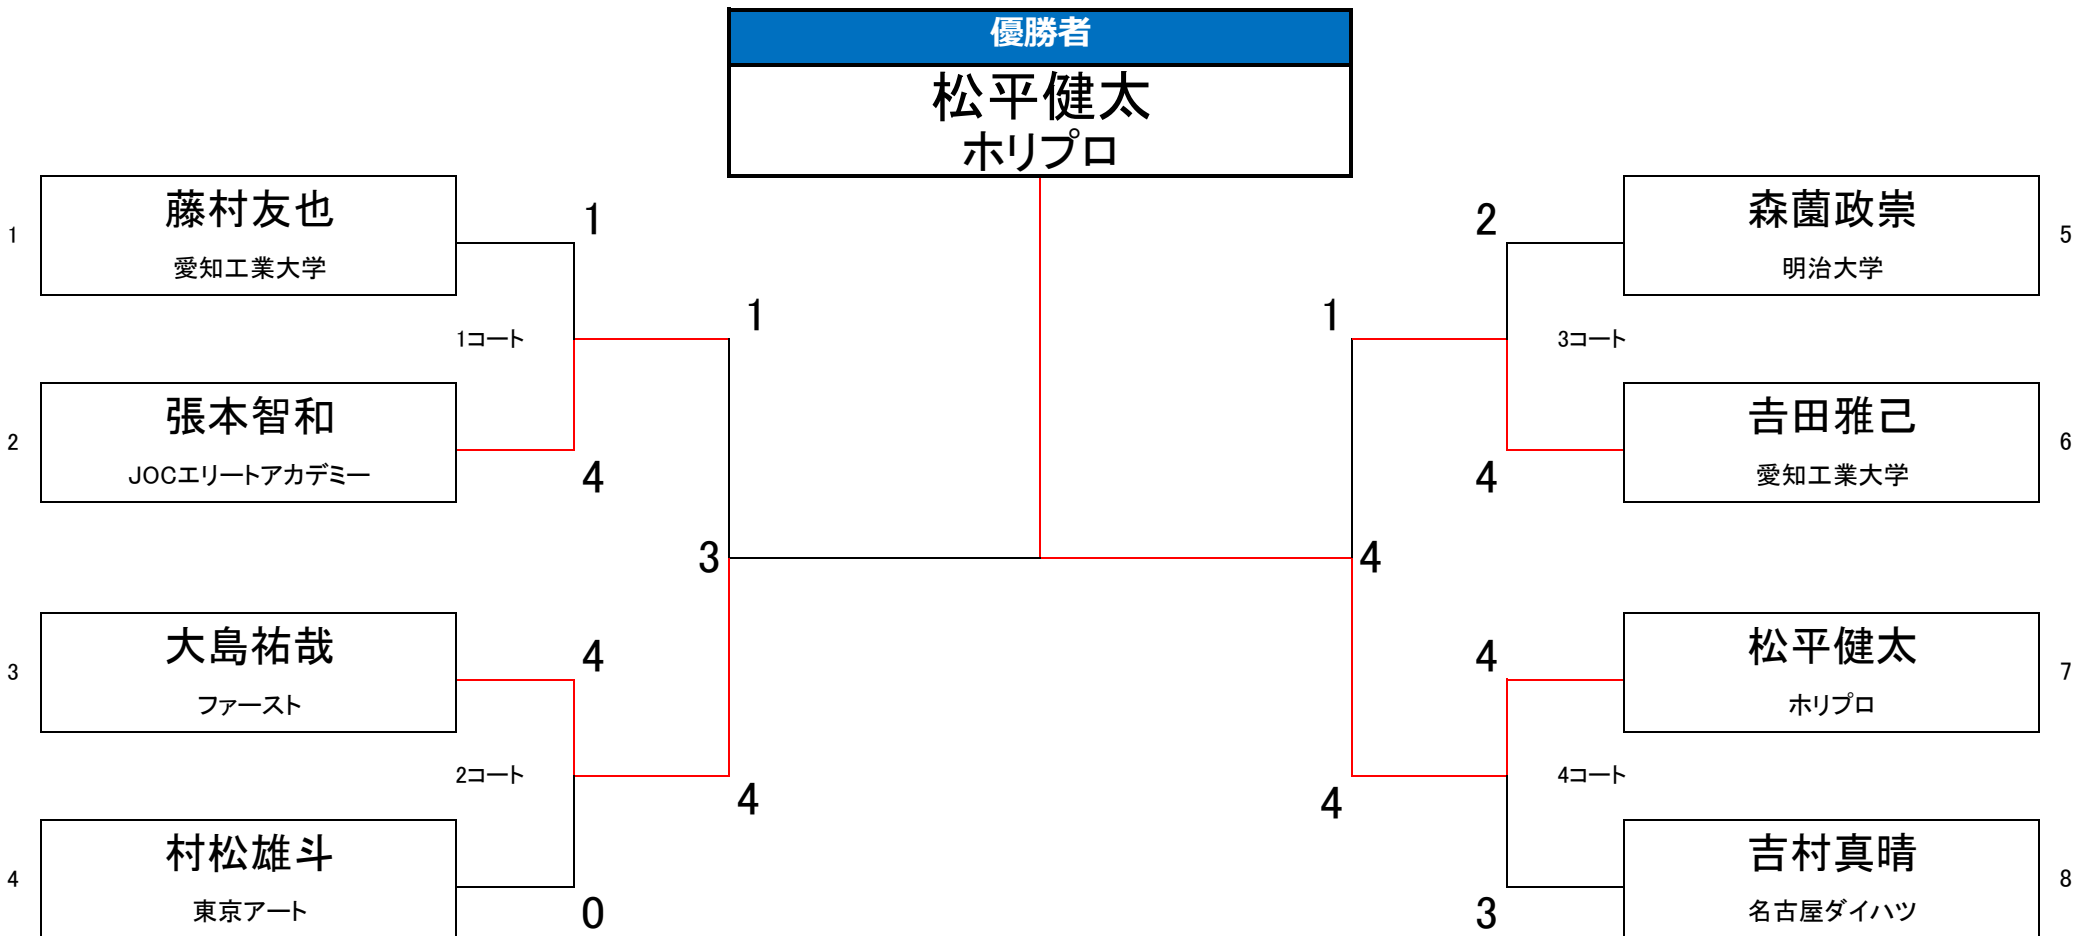 優勝者
松平健太
ホリプロ
1
藤村友也
愛知工業大学
1
2
森薗政崇
明治大学
5
1コート
1
1
3コート
2
張本智和
JOCエリートアカデミー
4
4
吉田雅己
愛知工業大学
6
3
4
3
大島祐哉
ファースト
4
4
松平健太
ホリプロ
7
2コート
4
4
4コート
4
村松雄斗
東京アート
0
3
吉村真晴
名古屋ダイハツ
8